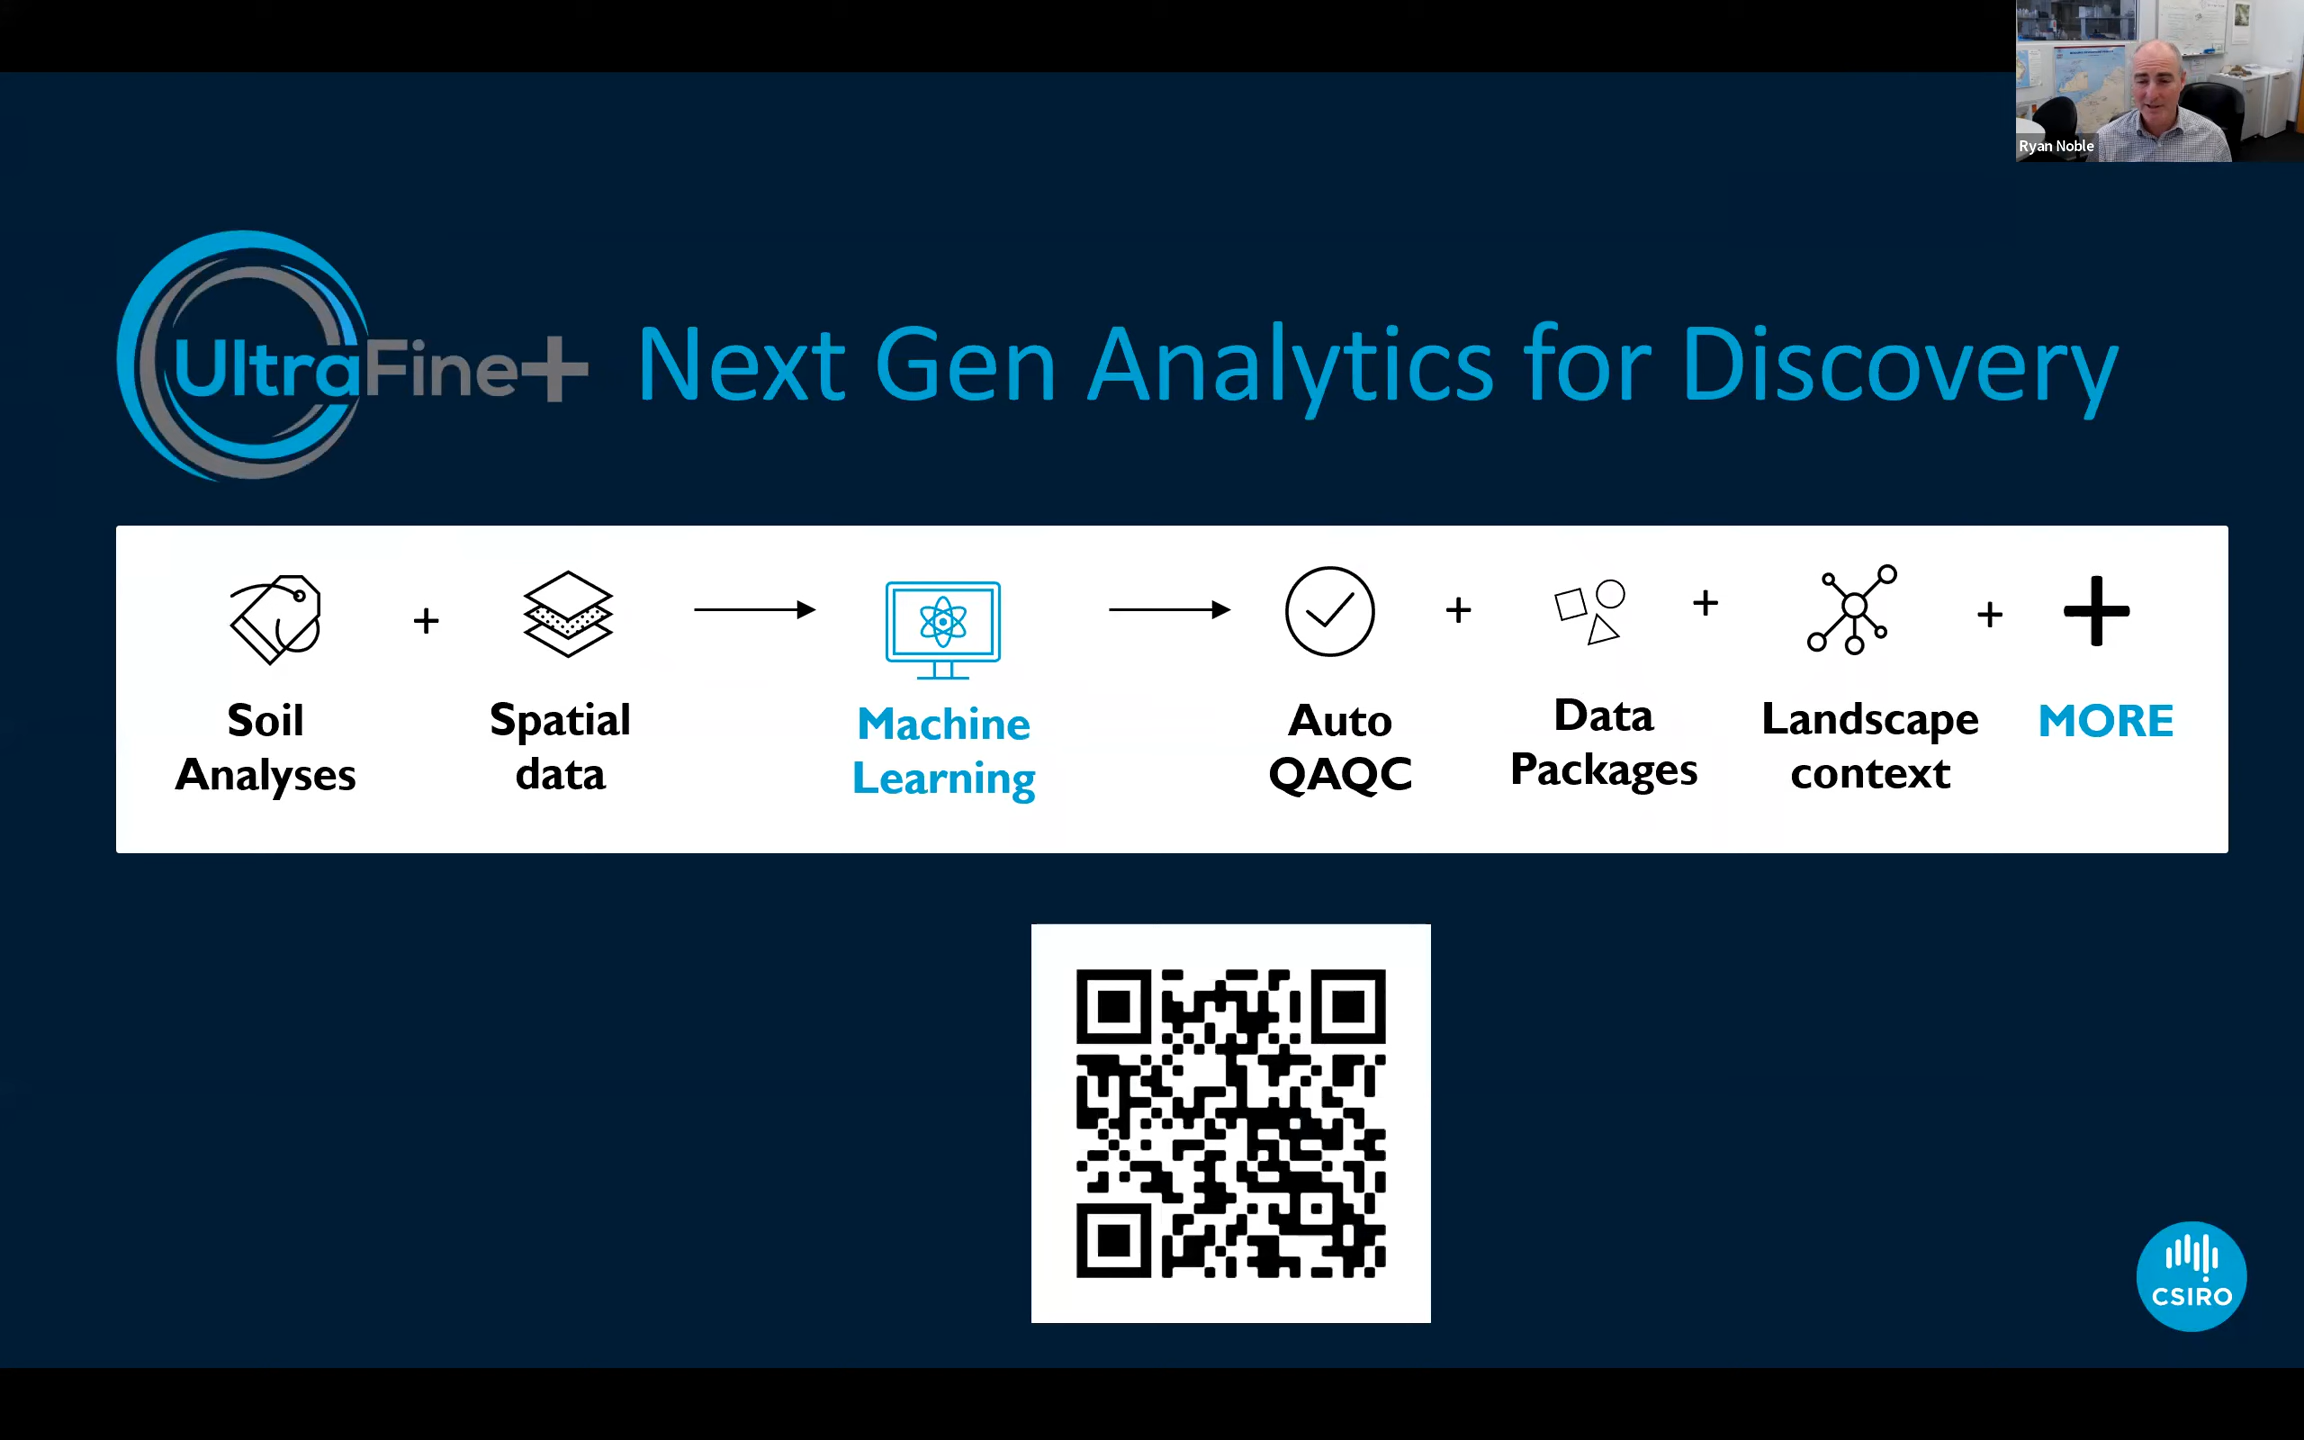 Ryan Noble
UltraFine+ Next Gen Analytics for Discovery
+ + + + +
Soil Analyses
Spatial data
Machine Learning
Auto QAQC
Data Packages
Landscape context
MORE
CSIRO